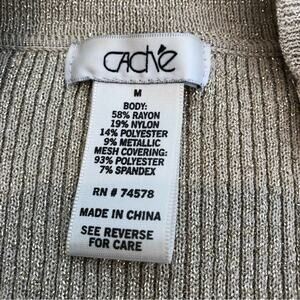 CACHÉ
M
BODY:
58% RAYON
19% NYLON
14% POLYESTER
9% METALLIC
MESH COVERING:
93% POLYESTER
7% SPANDEX
RN # 74578
MADE IN CHINA
SEE REVERSE
FOR CARE